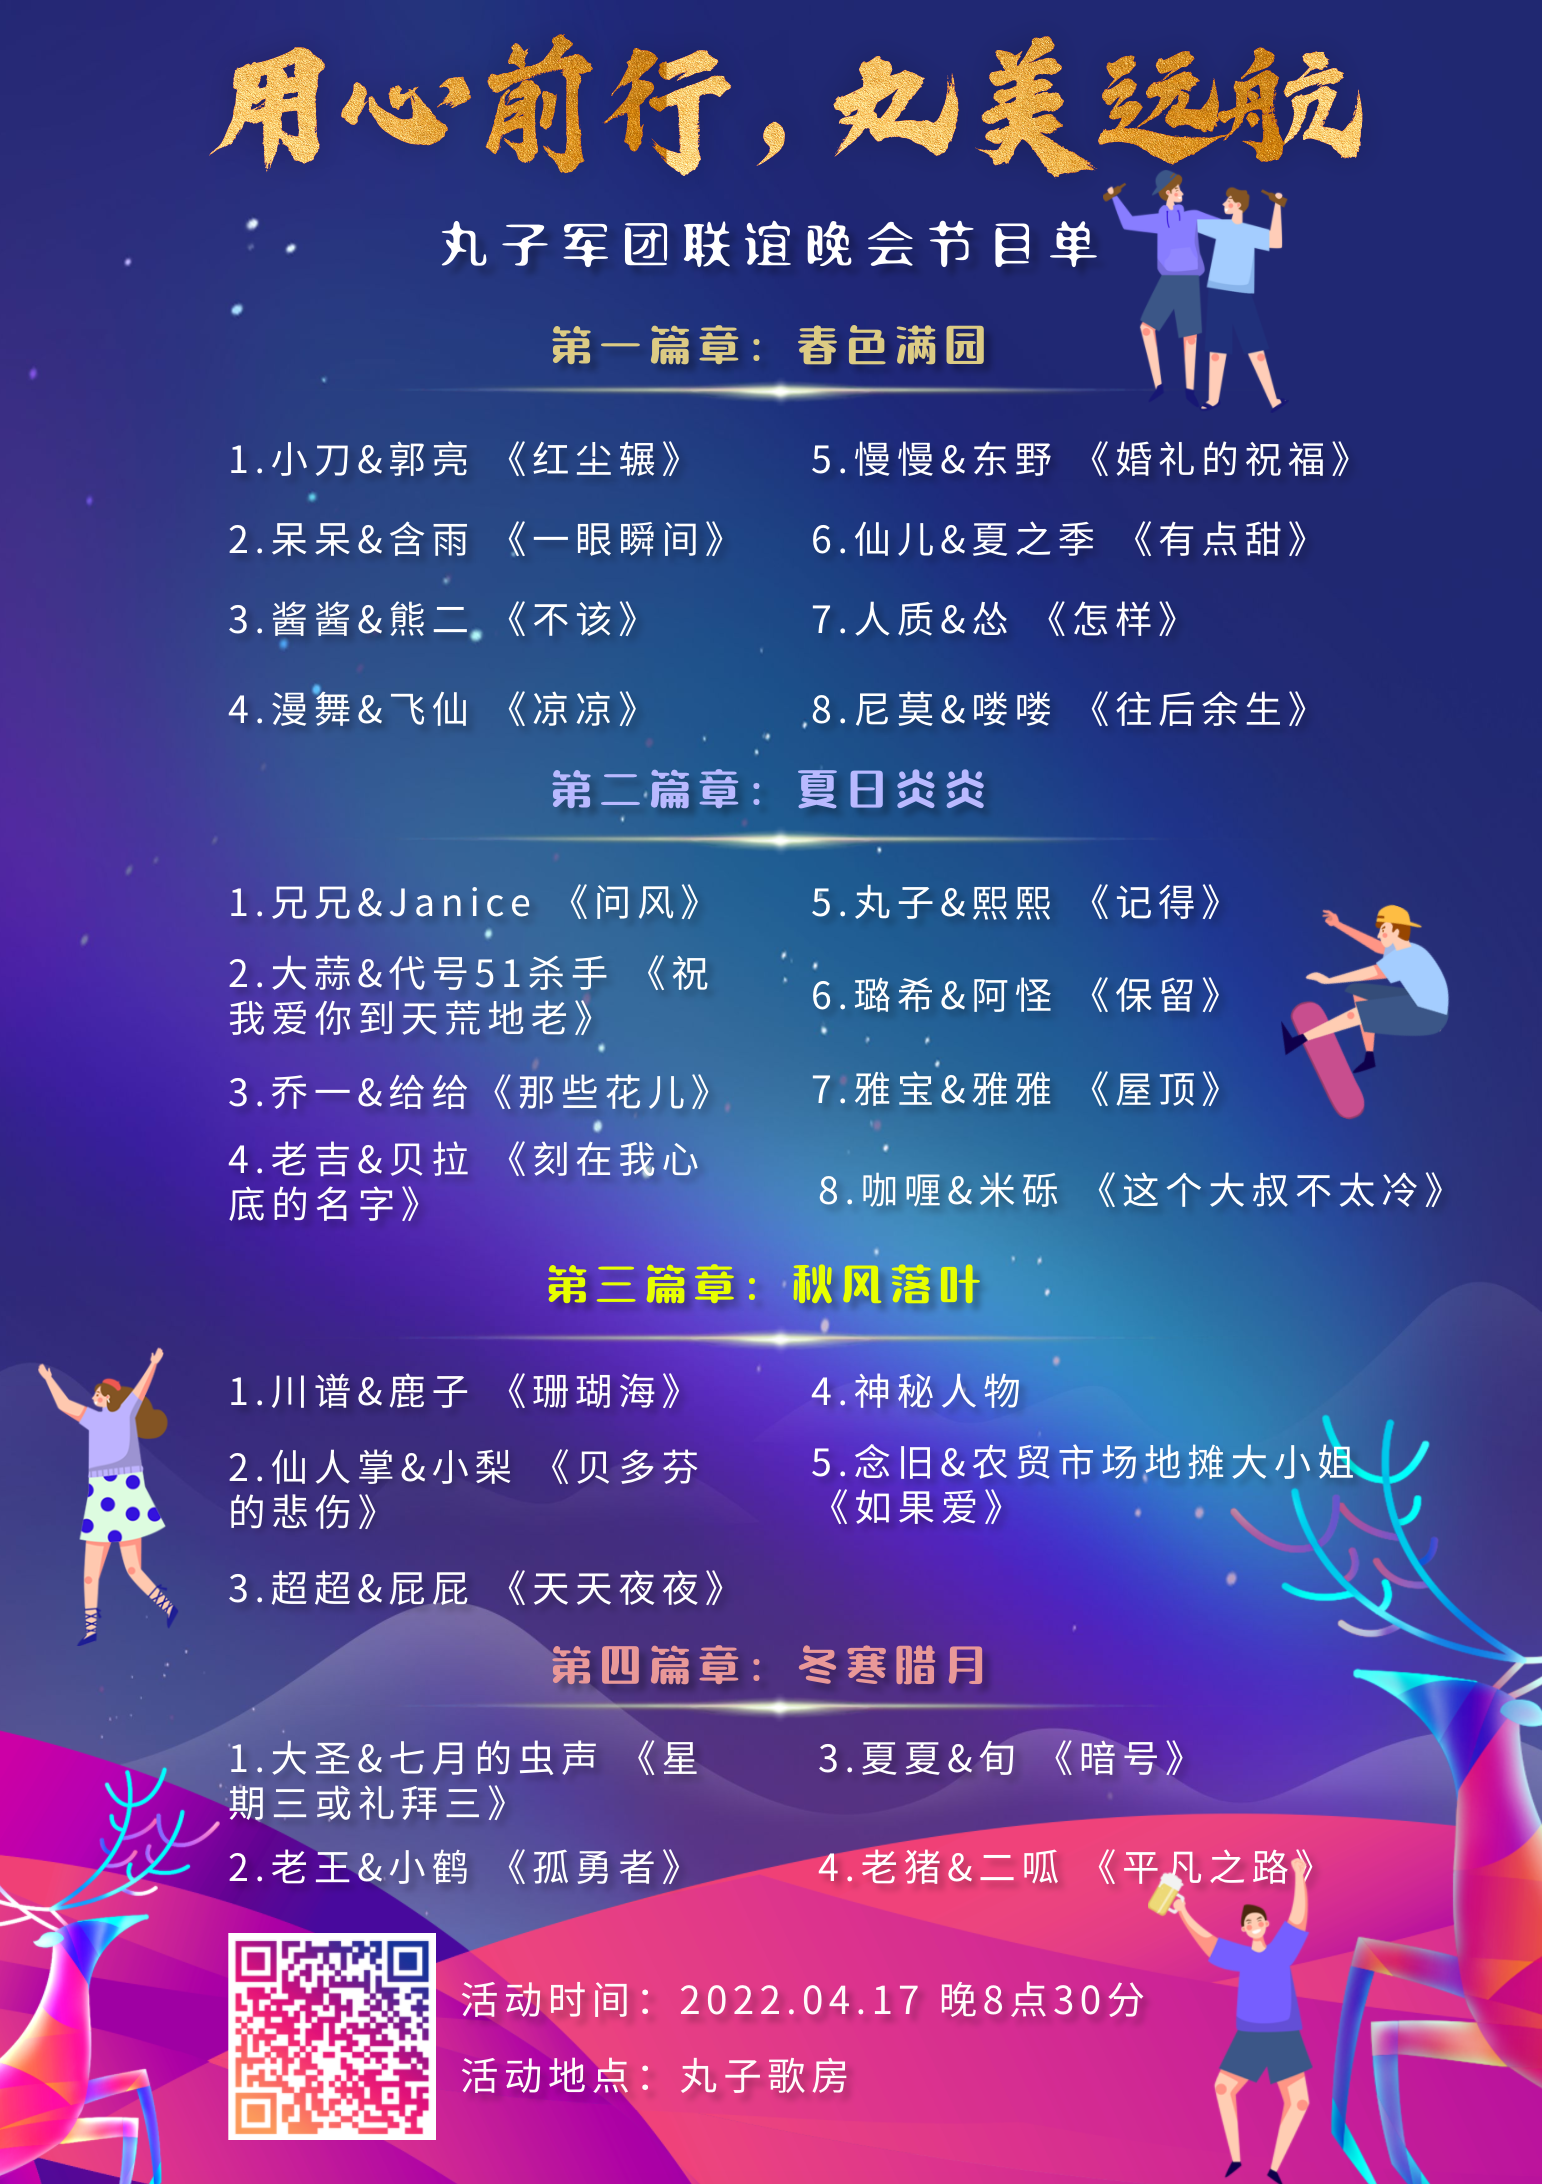 用心前行，丸美远航
丸子军团联谊晚会节目单
第一篇章：春色满园
1.小刀&郭亮 《红尘辗》
2.呆呆&含雨 《一眼瞬间》
3.酱酱&熊二 《不该》
4.漫舞&飞仙 《凉凉》
5.慢慢&东野 《婚礼的祝福》
6.仙儿&夏之季 《有点甜》
7.人质&怂 《怎样》
8.尼莫&喽喽 《往后余生》
第二篇章：夏日炎炎
1.兄兄&Janice 《问风》
2.大蒜&代号51杀手 《祝
我爱你到天荒地老》
3.乔一&给给《那些花儿》
4.老吉&贝拉 《刻在我心
底的名字》
5.丸子&熙熙 《记得》
6.璐希&阿怪 《保留》
7.雅宝&雅雅 《屋顶》
8.咖喱&米砾 《这个大叔不太冷》
第三篇章：秋风落叶
1.川谱&鹿子 《珊瑚海》
2.仙人掌&小梨 《贝多芬
的悲伤》
3.超超&屁屁 《天天夜夜》
4.神秘人物
5.念旧&农贸市场地摊大小姐
《如果爱》
第四篇章：冬寒腊月
1.大圣&七月的虫声 《星
期三或礼拜三》
2.老王&小鹤 《孤勇者》
3.夏夏&旬 《暗号》
4.老猪&二呱 《平凡之路》
活动时间：2022.04.17 晚8点30分
活动地点：丸子歌房